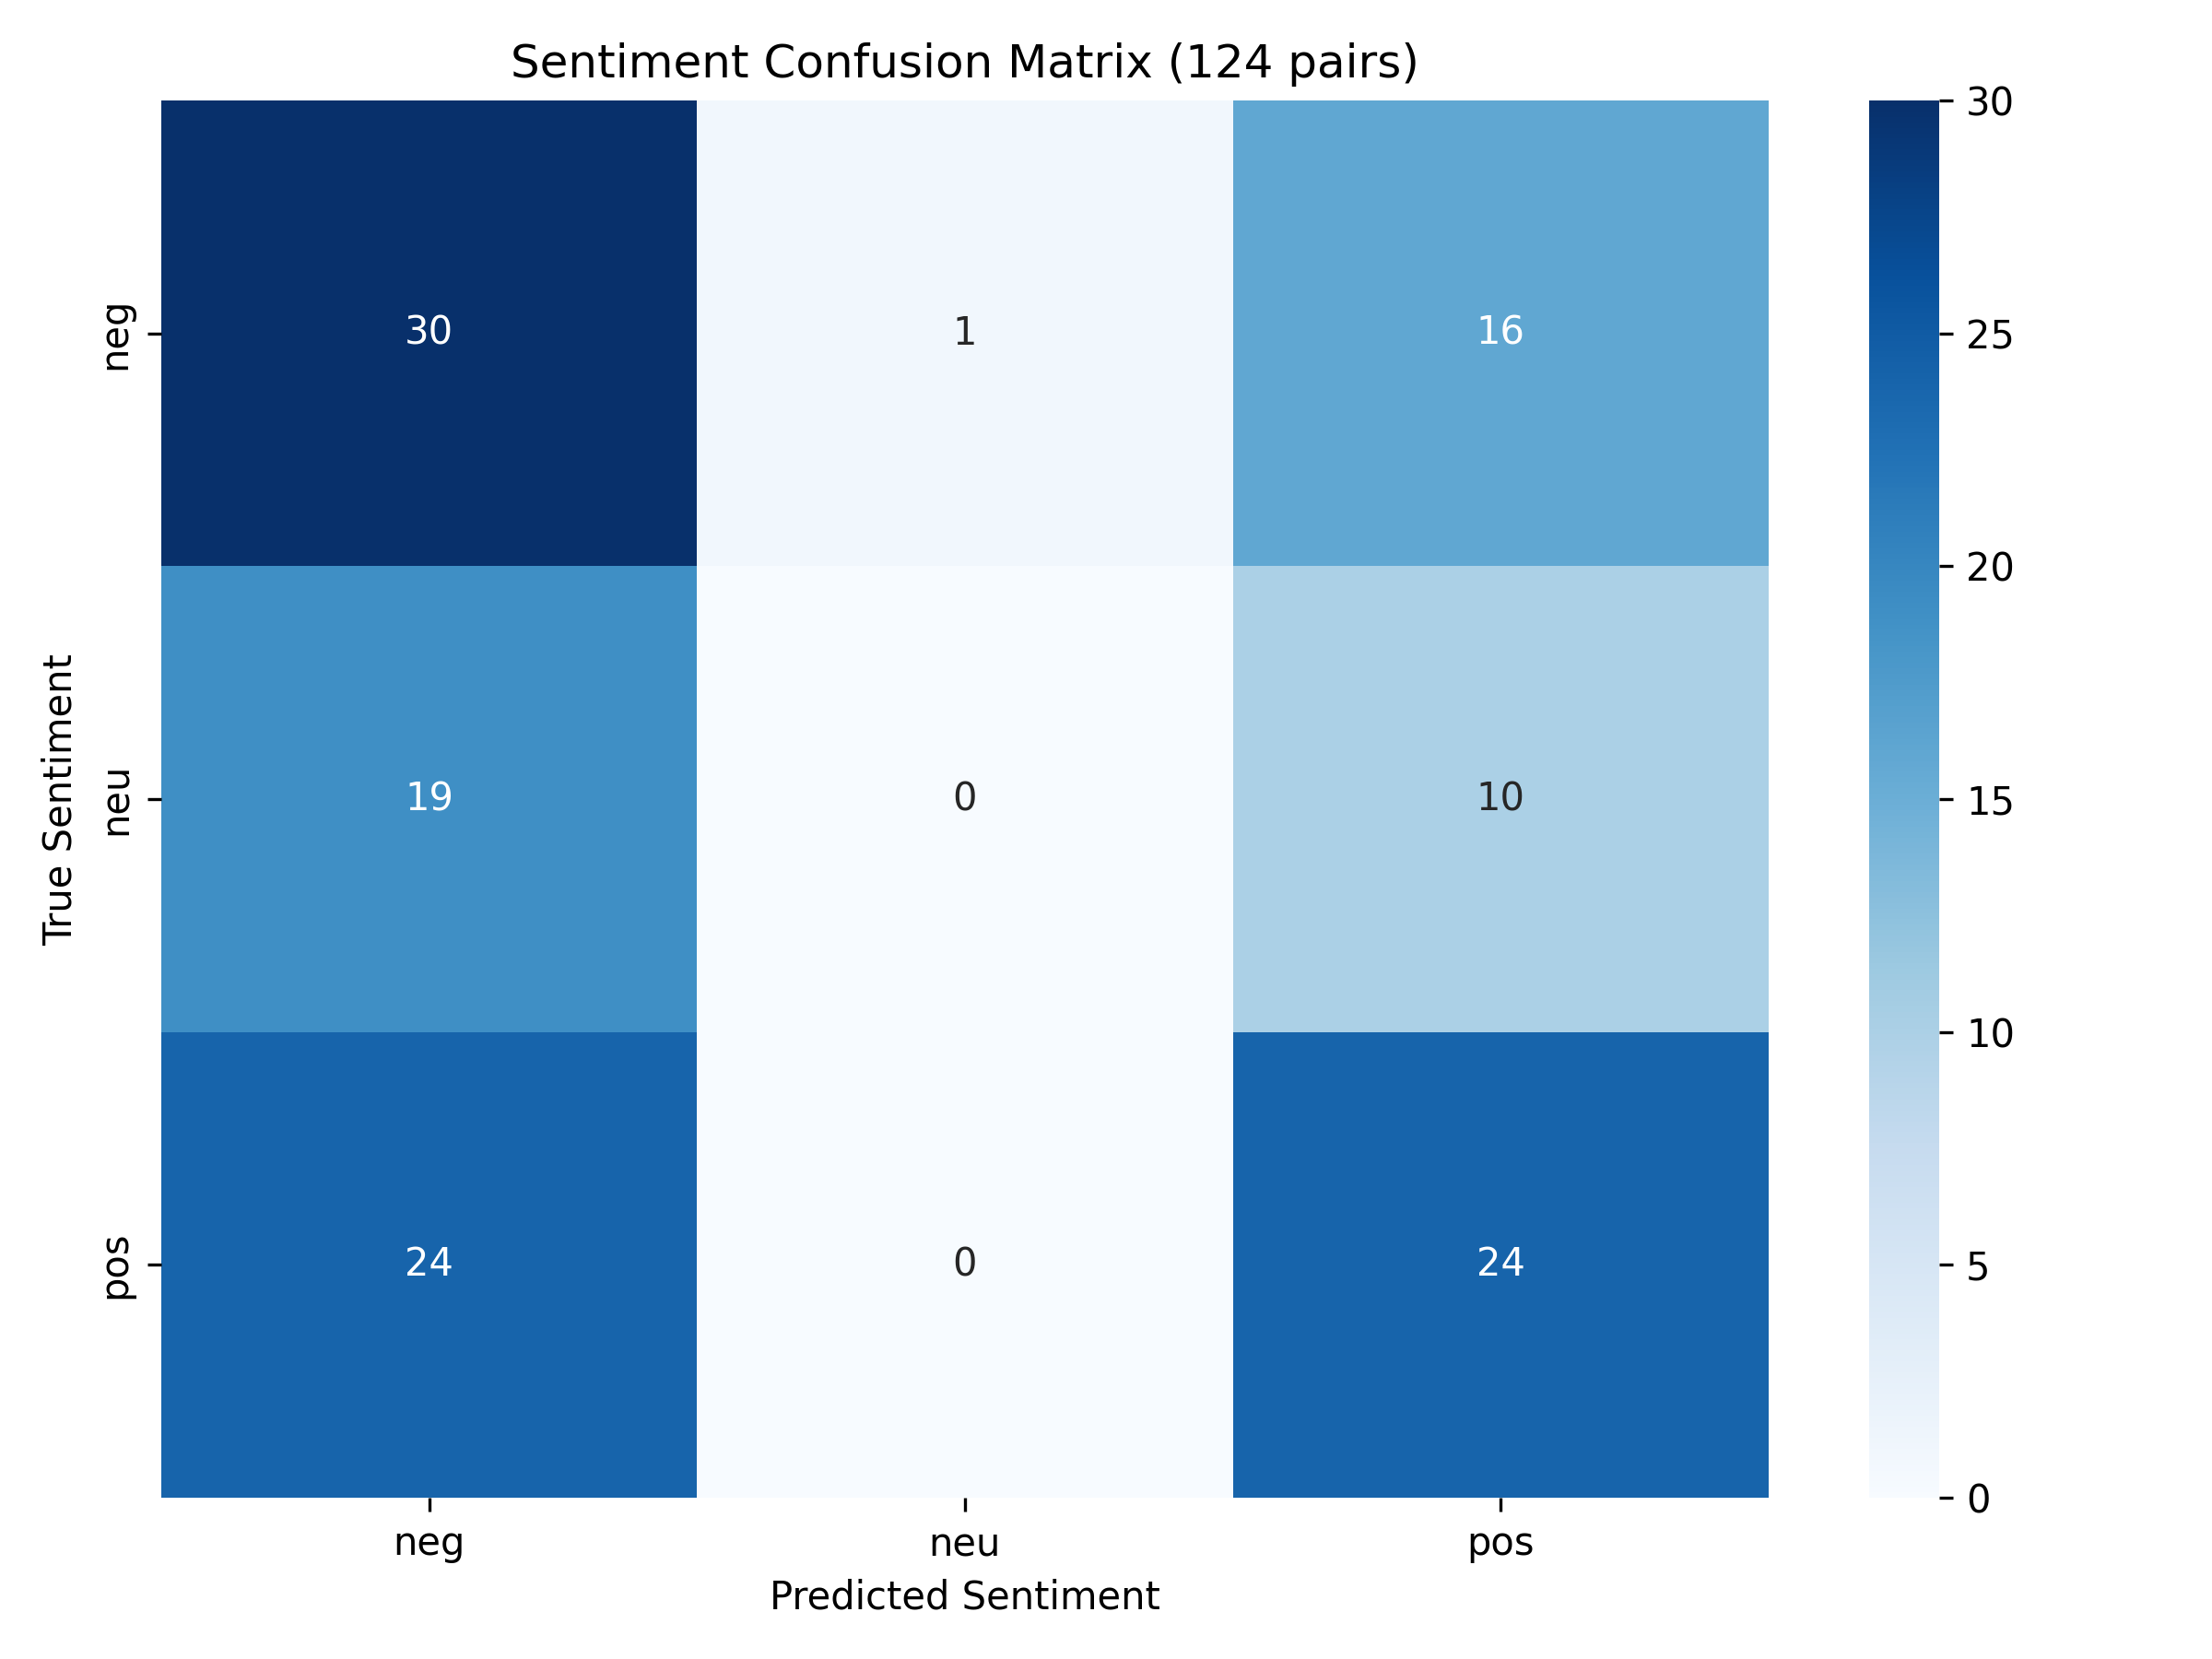 Sentiment Confusion Matrix (124 pairs)
True Sentiment
neg
30
1
16
neu
19
0
10
pos
24
0
24
neg
neu
pos
Predicted Sentiment
30
25
20
15
10
5
0